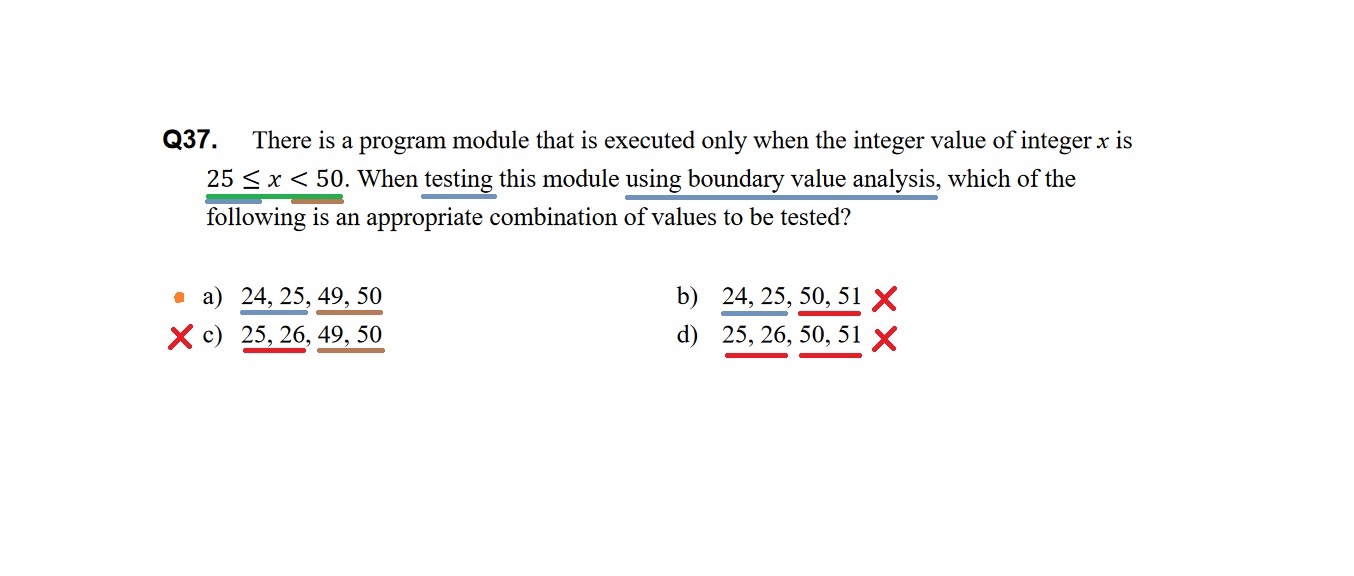 Q37. There is a program module that is executed only when the integer value of integer x is
25 ≤ x < 50. When testing this module using boundary value analysis, which of the
following is an appropriate combination of values to be tested?
a) 24, 25, 49, 50 b) 24, 25, 50, 51
c) 25, 26, 49, 50 d) 25, 26, 50, 51